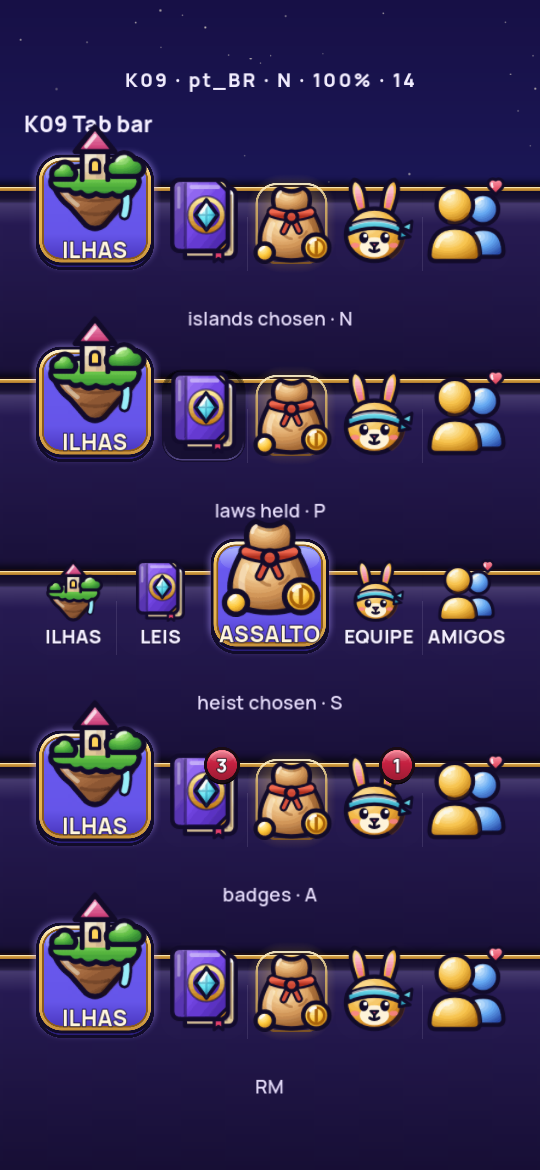 K09 · pt_BR · N · 100% · 14
K09 Tab bar
ILHAS
islands chosen · N
ILHAS
laws held · P
ILHAS LEIS ASSALTO EQUIPE AMIGOS
heist chosen · S
3 1
ILHAS
badges · A
ILHAS
RM